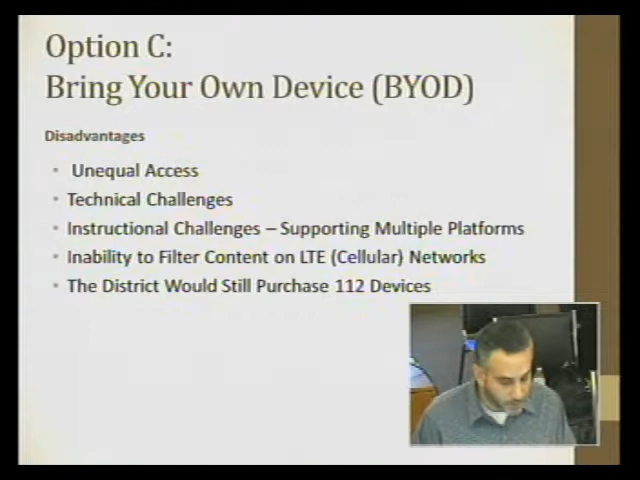 Option C:
Bring Your Own Device (BYOD)
Disadvantages
Unequal Access
Technical Challenges
Instructional Challenges – Supporting Multiple Platforms
Inability to Filter Content on LTE (Cellular) Networks
The District Would Still Purchase 112 Devices